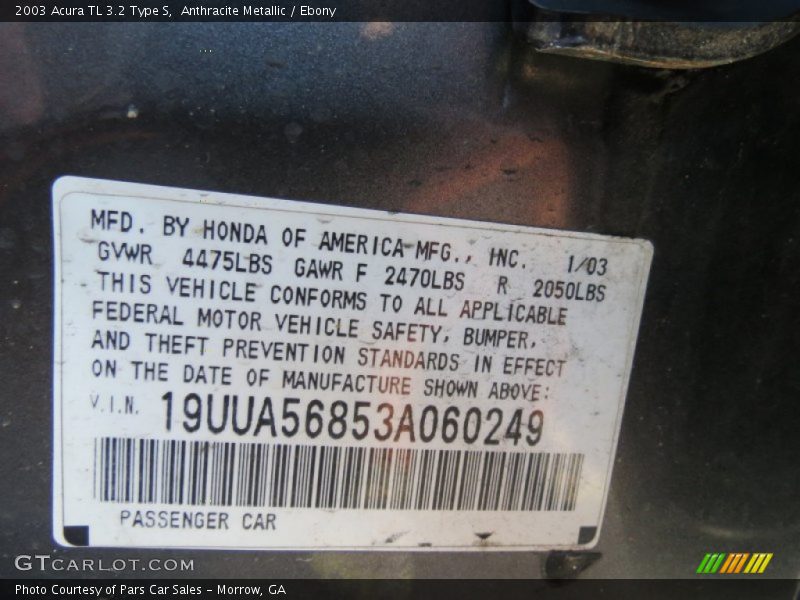 2003 Acura TL 3.2 Type S,  Anthracite Metallic / Ebony
MFD. BY HONDA OF AMERICA MFG., INC. 1/03
GVWR 4475LBS GAWR F 2470LBS R 2050LBS
THIS VEHICLE CONFORMS TO ALL APPLICABLE
FEDERAL MOTOR VEHICLE SAFETY, BUMPER,
AND THEFT PREVENTION STANDARDS IN EFFECT
ON THE DATE OF MANUFACTURE SHOWN ABOVE:
V.I.N. 19UUA56853A060249
PASSENGER CAR
GTCARLOT.COM
Photo Courtesy of Pars Car Sales - Morrow, GA